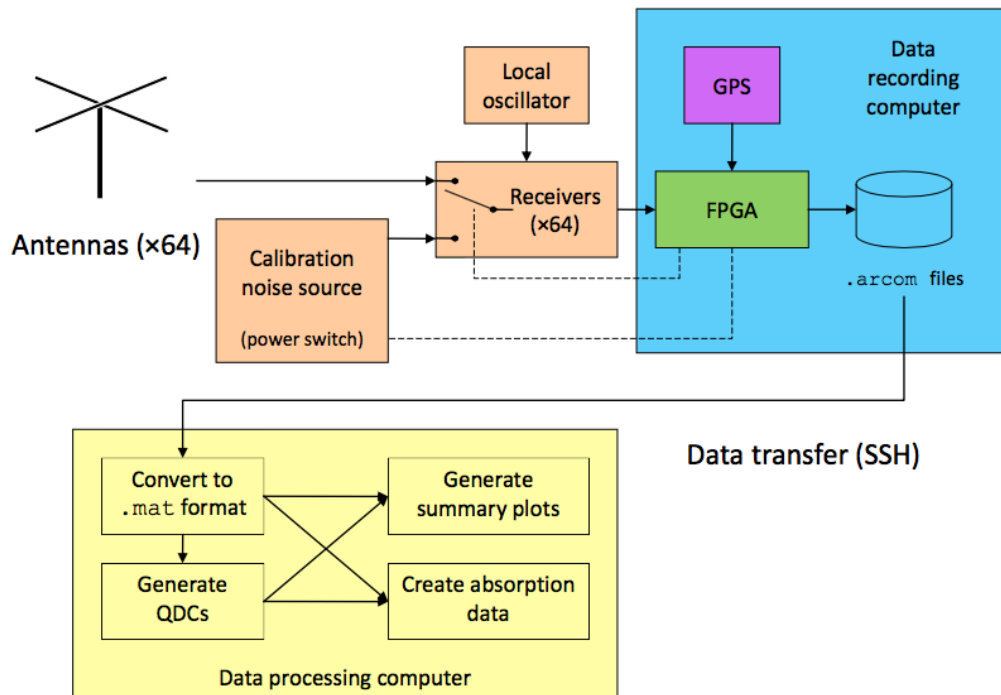 Local
oscillator
GPS
Data
recording
computer
Receivers
(×64)
FPGA
Antennas (×64)
Calibration
noise source
(power switch)
.arcom files
Data transfer (SSH)
Convert to
.mat format
Generate
summary plots
Generate
QDCs
Create absorption
data
Data processing computer